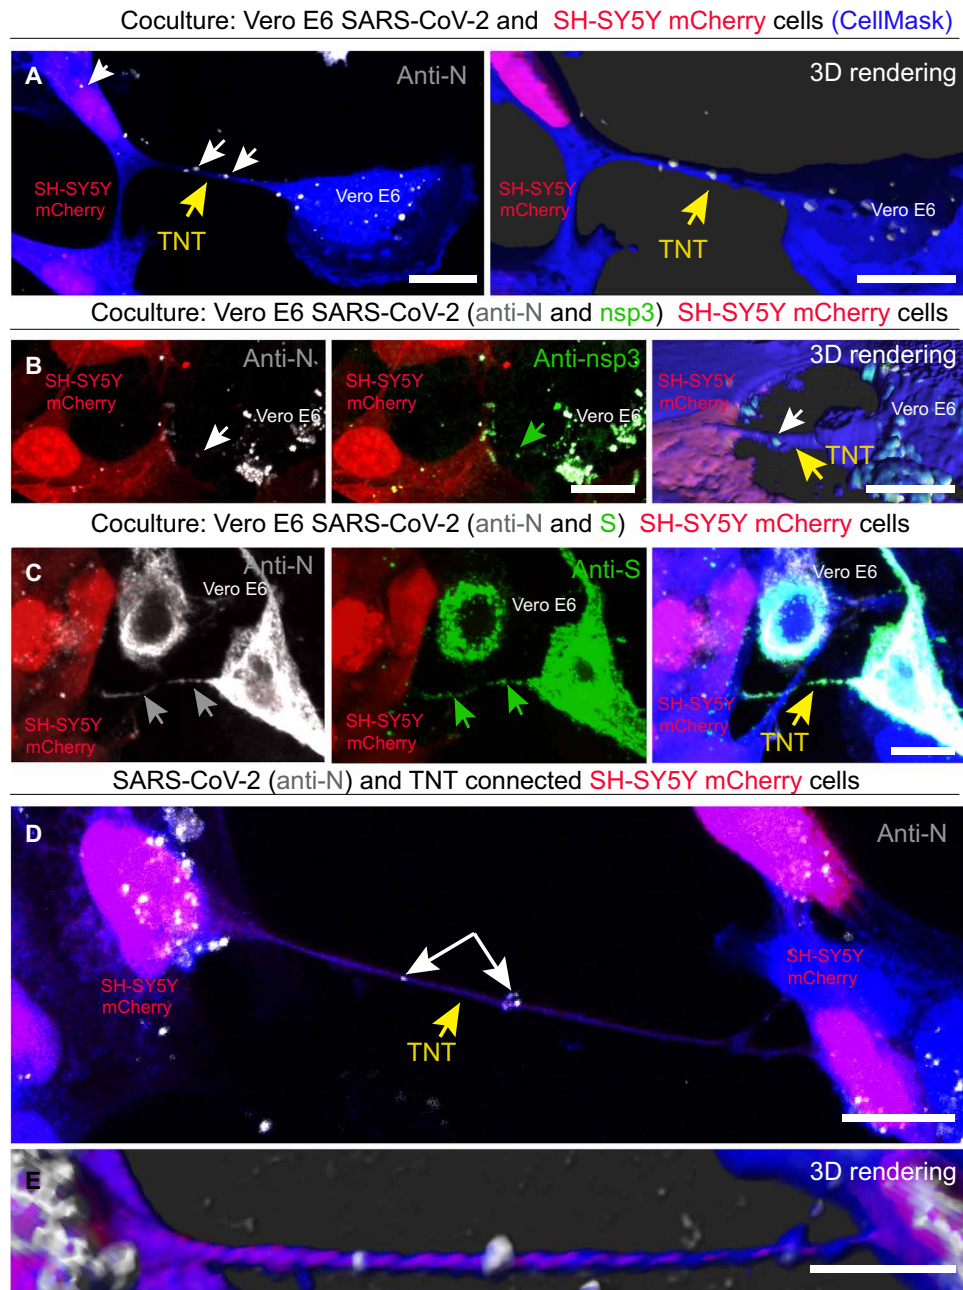 Coculture: Vero E6 SARS-CoV-2 and SH-SY5Y mCherry cells (CellMask)
A
Anti-N
SH-SY5Y
mCherry
TNT
Vero E6
3D rendering
SH-SY5Y
mCherry
TNT
Vero E6
Coculture: Vero E6 SARS-CoV-2 (anti-N and nsp3) SH-SY5Y mCherry cells
B
Anti-N
SH-SY5Y
mCherry
Vero E6
Anti-nsp3
SH-SY5Y
mCherry
Vero E6
3D rendering
SH-SY5Y
mCherry
Vero E6
TNT
Coculture: Vero E6 SARS-CoV-2 (anti-N and S) SH-SY5Y mCherry cells
C
Anti-N
Vero E6
SH-SY5Y
mCherry
Anti-S
Vero E6
SH-SY5Y
mCherry
Vero E6
SH-SY5Y
mCherry
TNT
SARS-CoV-2 (anti-N) and TNT connected SH-SY5Y mCherry cells
D
Anti-N
SH-SY5Y
mCherry
SH-SY5Y
mCherry
TNT
E
3D rendering